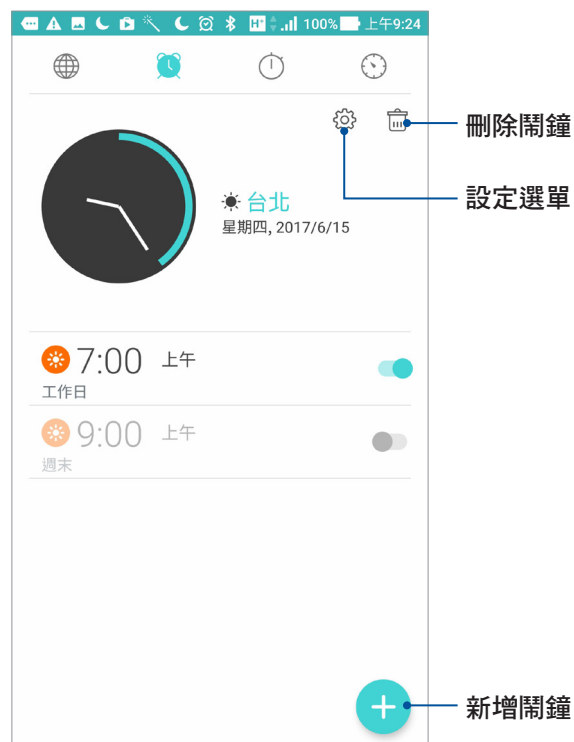 H+ 100% 上午9:24
刪除鬧鐘
設定選單
台北
星期四, 2017/6/15
7:00 上午
工作日
9:00 上午
週末
新增鬧鐘